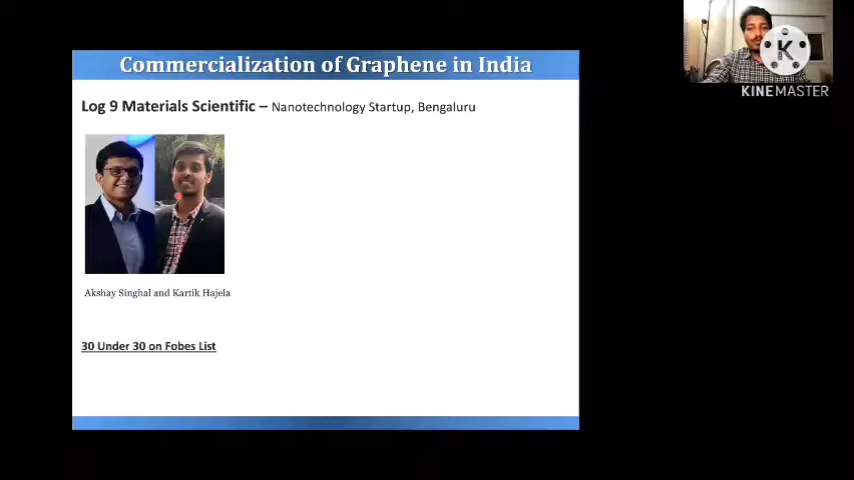 Commercialization of Graphene in India
Log 9 Materials Scientific – Nanotechnology Startup, Bengaluru
Akshay Singhal and Kartik Hajela
30 Under 30 on Fobes List
K
KINEMASTER